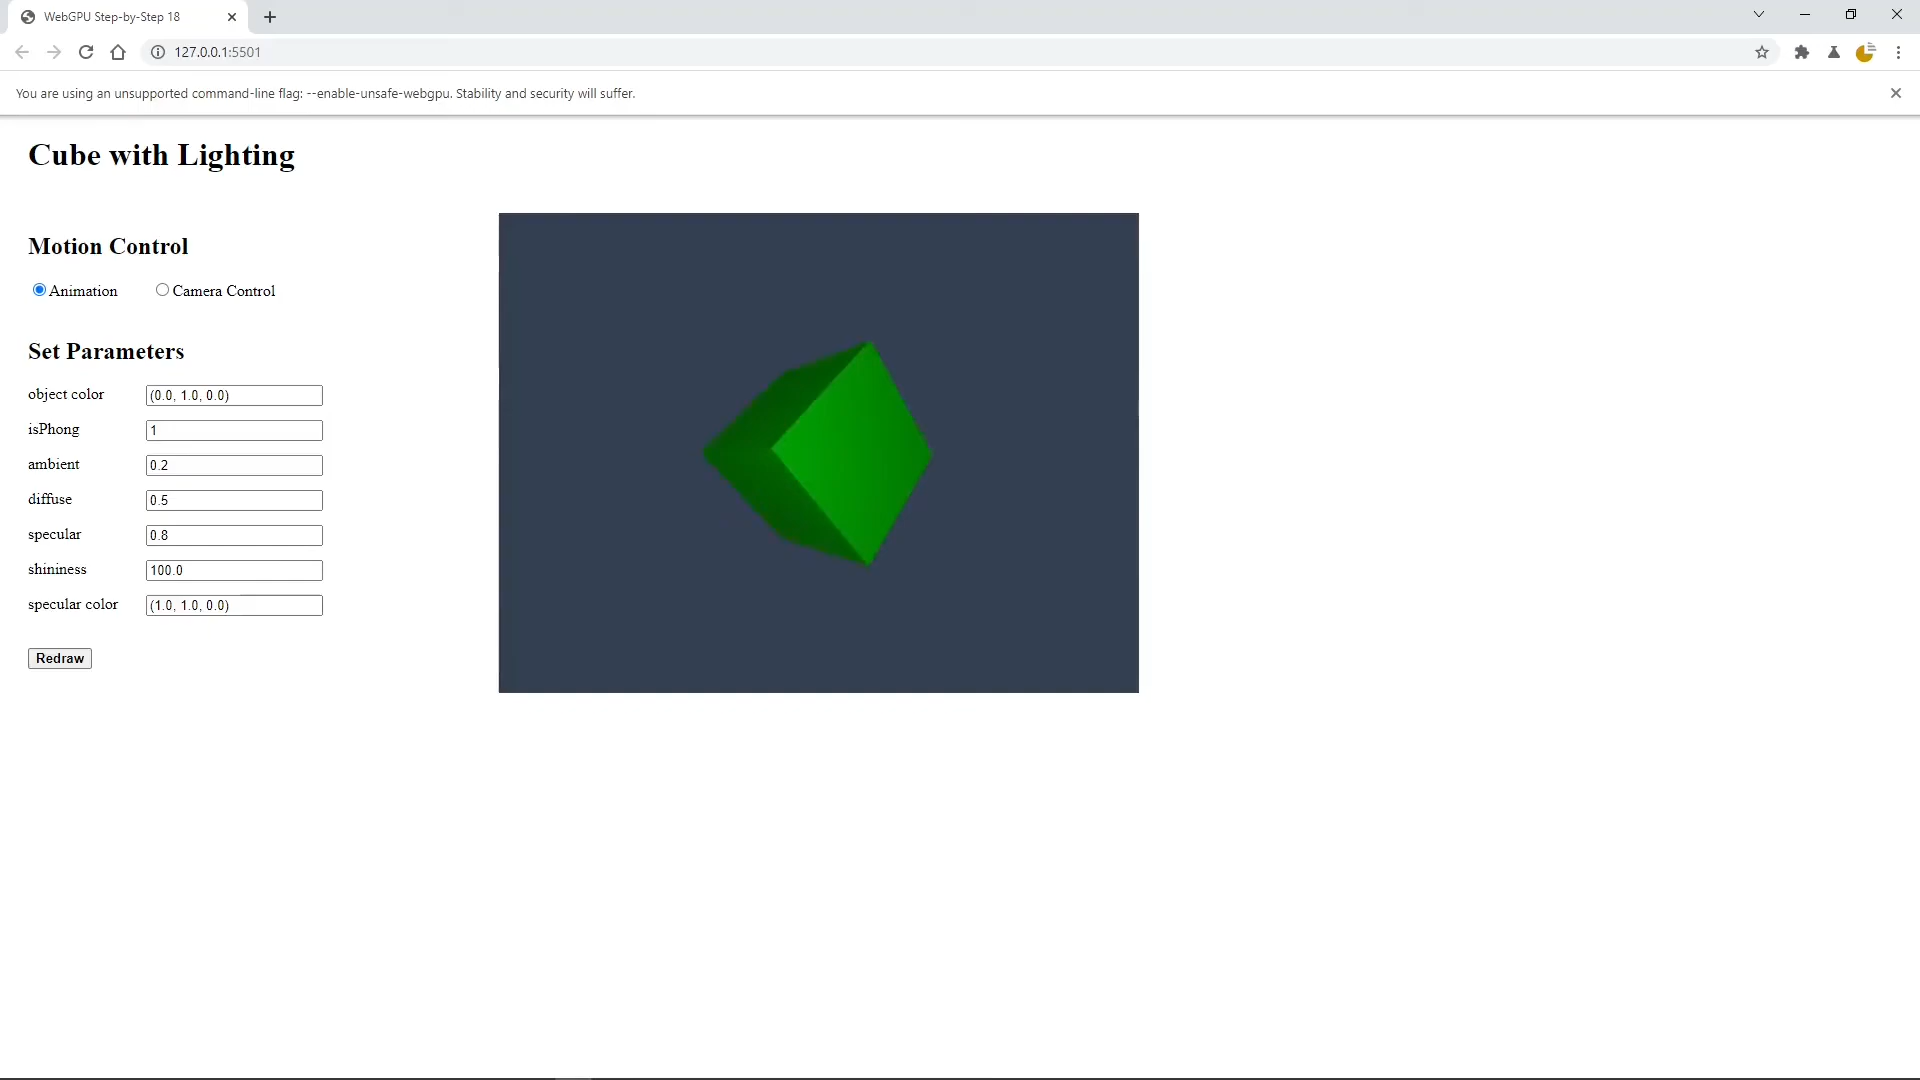 WebGPU Step-by-Step 18
127.0.0.1:5501
You are using an unsupported command-line flag: --enable-unsafe-webgpu. Stability and security will suffer.
Cube with Lighting
Motion Control
Animation Camera Control
Set Parameters
object color (0.0, 1.0, 0.0)
isPhong 1
ambient 0.2
diffuse 0.5
specular 0.8
shininess 100.0
specular color (1.0, 1.0, 0.0)
Redraw